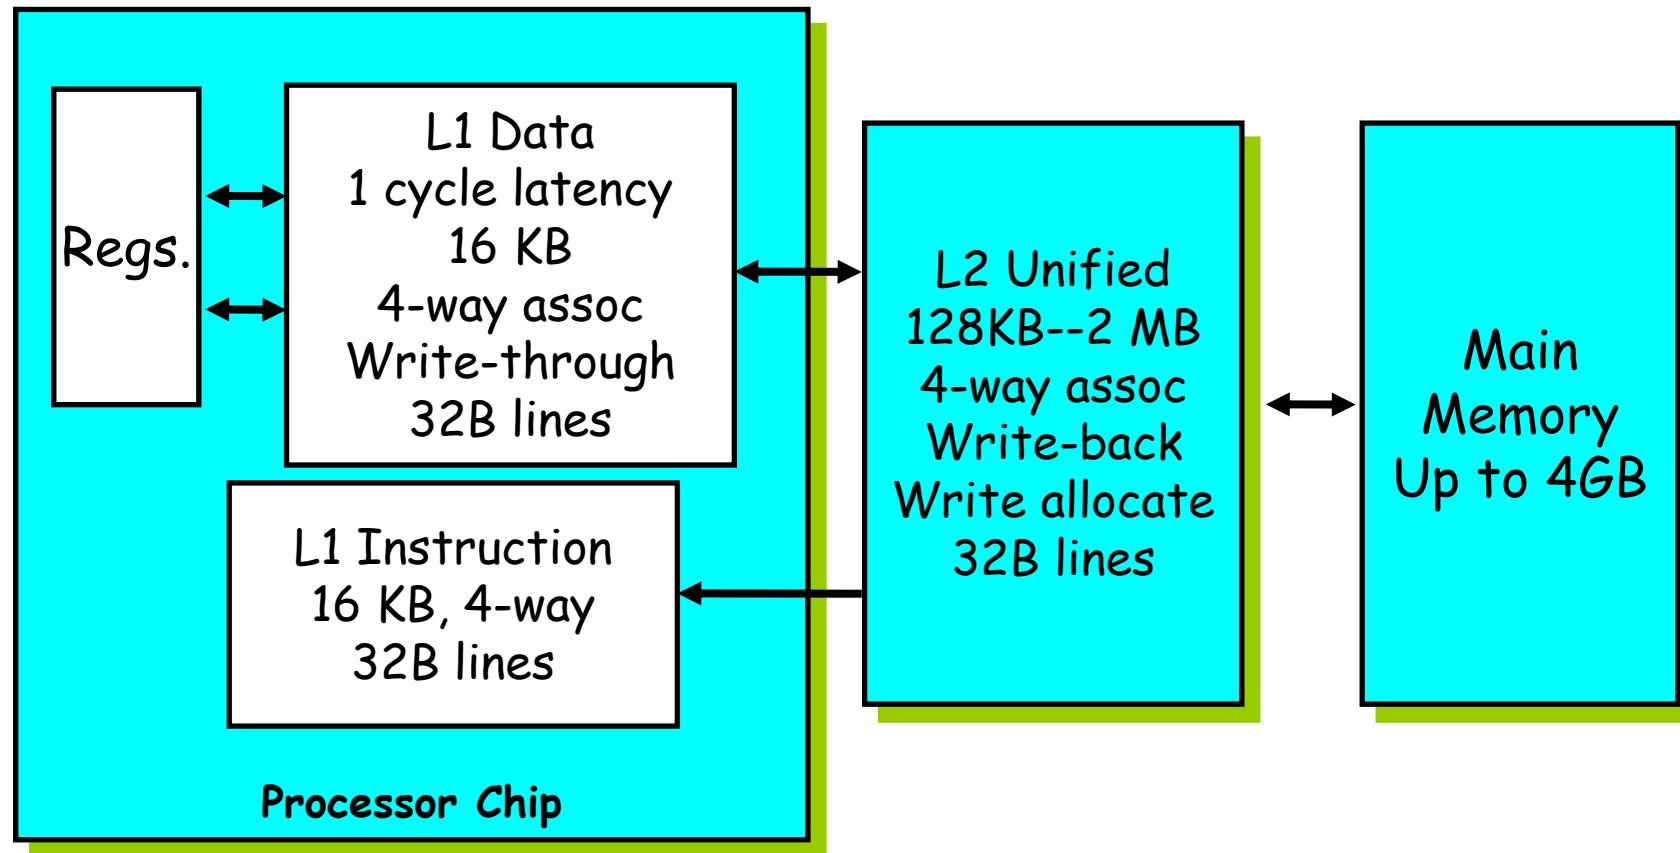 Regs.
L1 Data
1 cycle latency
16 KB
4-way assoc
Write-through
32B lines
L1 Instruction
16 KB, 4-way
32B lines
Processor Chip
L2 Unified
128KB--2 MB
4-way assoc
Write-back
Write allocate
32B lines
Main
Memory
Up to 4GB